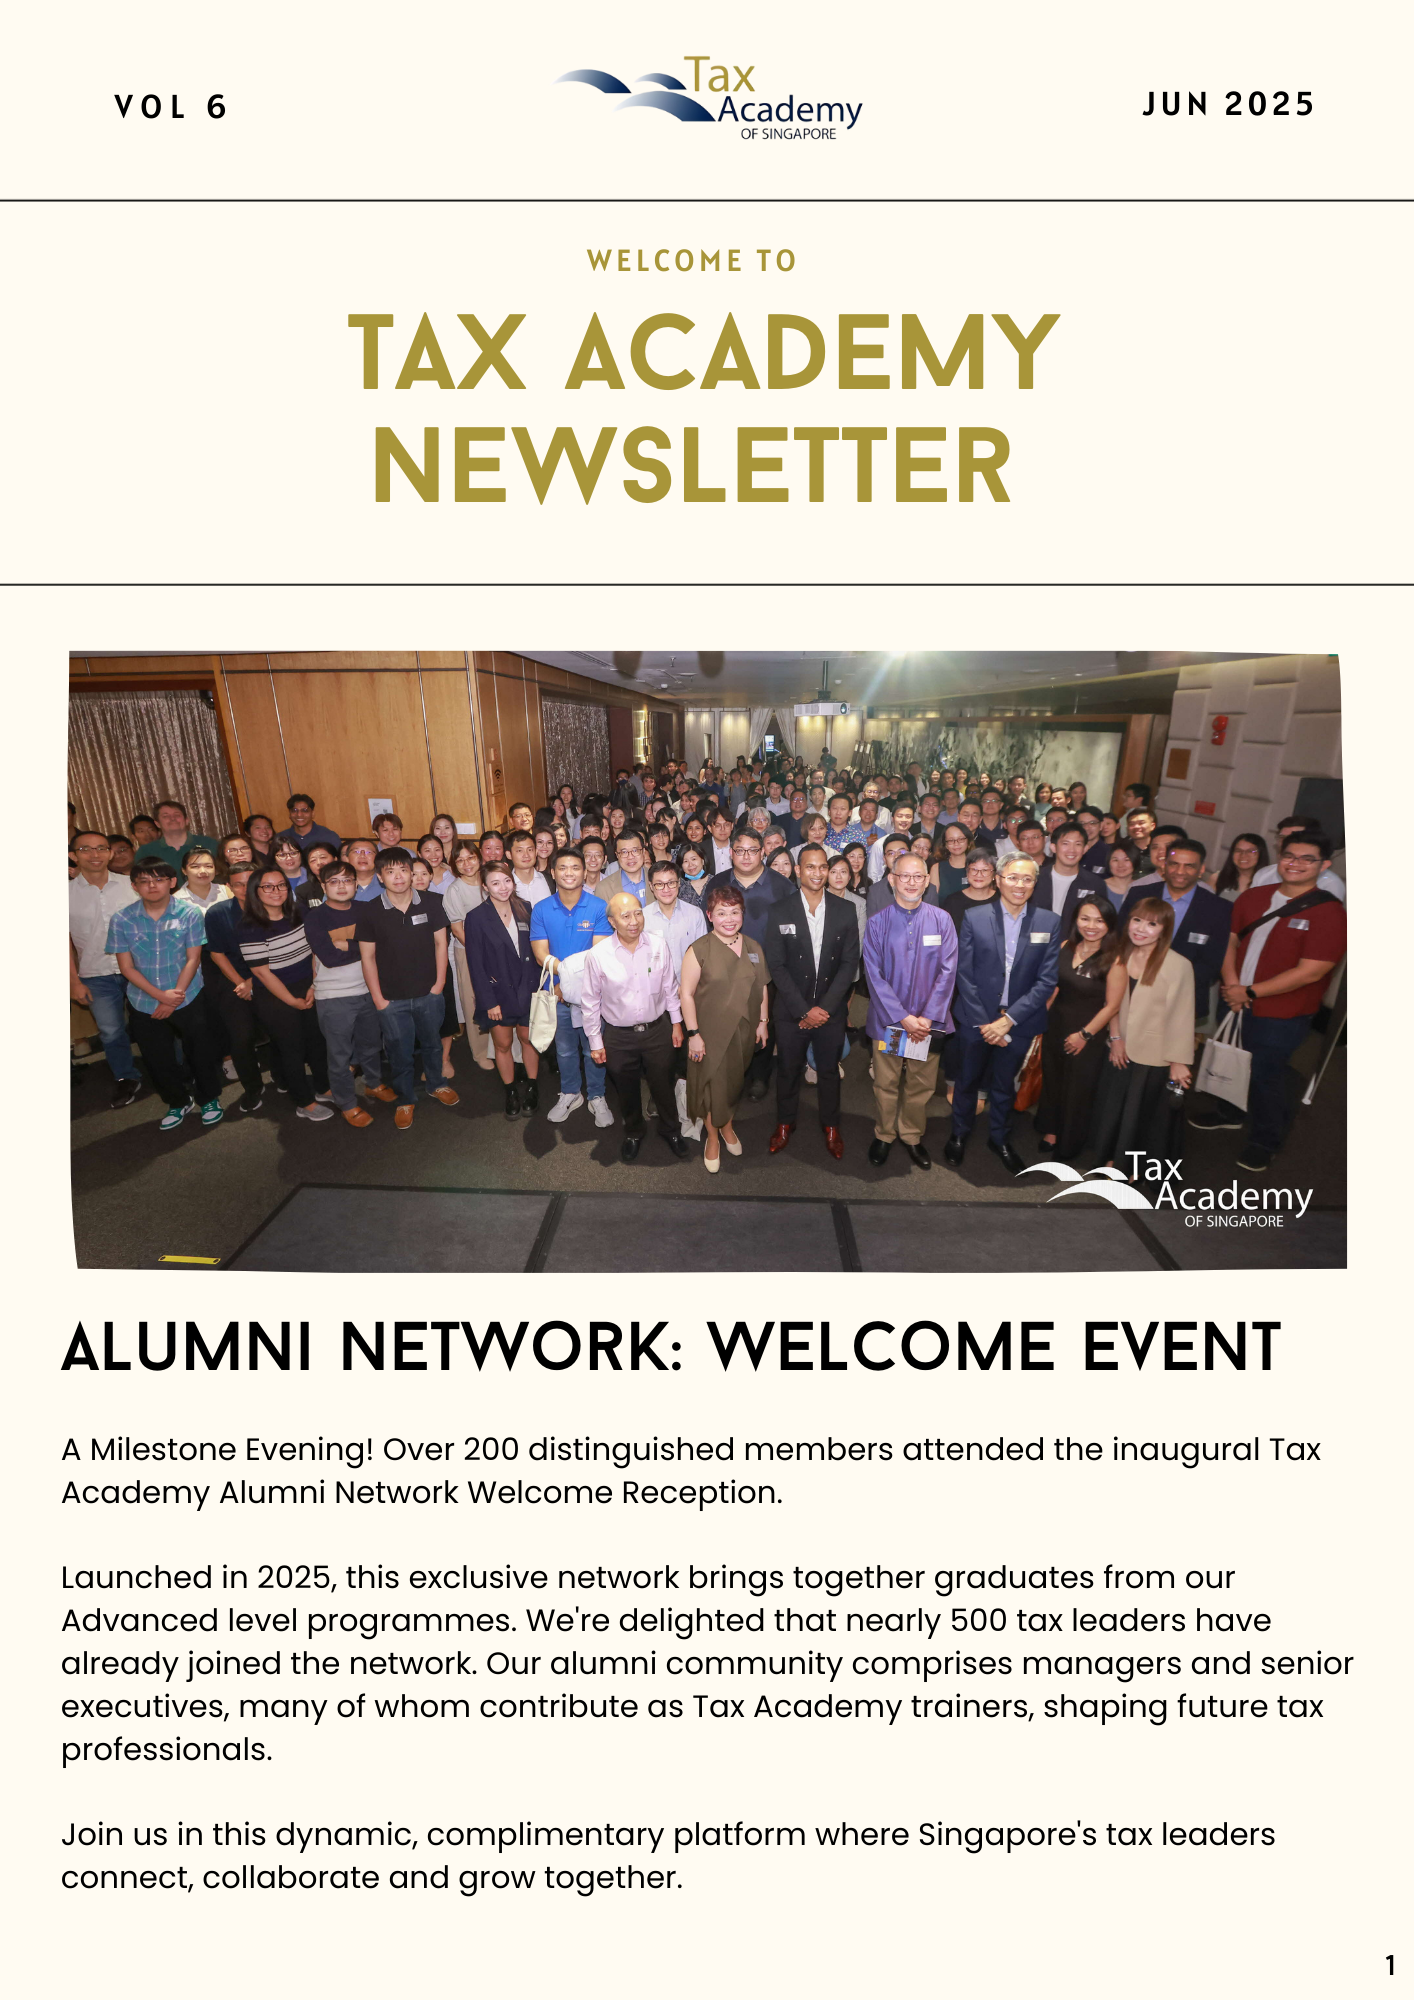 VOL 6
Tax
Academy
OF SINGAPORE
JUN 2025
WELCOME TO
TAX ACADEMY
NEWSLETTER
Tax
Academy
OF SINGAPORE
ALUMNI NETWORK: WELCOME EVENT
A Milestone Evening! Over 200 distinguished members attended the inaugural Tax
Academy Alumni Network Welcome Reception.
Launched in 2025, this exclusive network brings together graduates from our
Advanced level programmes. We're delighted that nearly 500 tax leaders have
already joined the network. Our alumni community comprises managers and senior
executives, many of whom contribute as Tax Academy trainers, shaping future tax
professionals.
Join us in this dynamic, complimentary platform where Singapore's tax leaders
connect, collaborate and grow together.
1